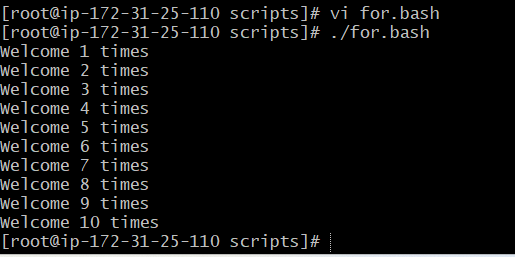 [root@ip-172-31-25-110 scripts]# vi for.bash
[root@ip-172-31-25-110 scripts]# ./for.bash
Welcome 1 times
Welcome 2 times
Welcome 3 times
Welcome 4 times
Welcome 5 times
Welcome 6 times
Welcome 7 times
Welcome 8 times
Welcome 9 times
Welcome 10 times
[root@ip-172-31-25-110 scripts]#